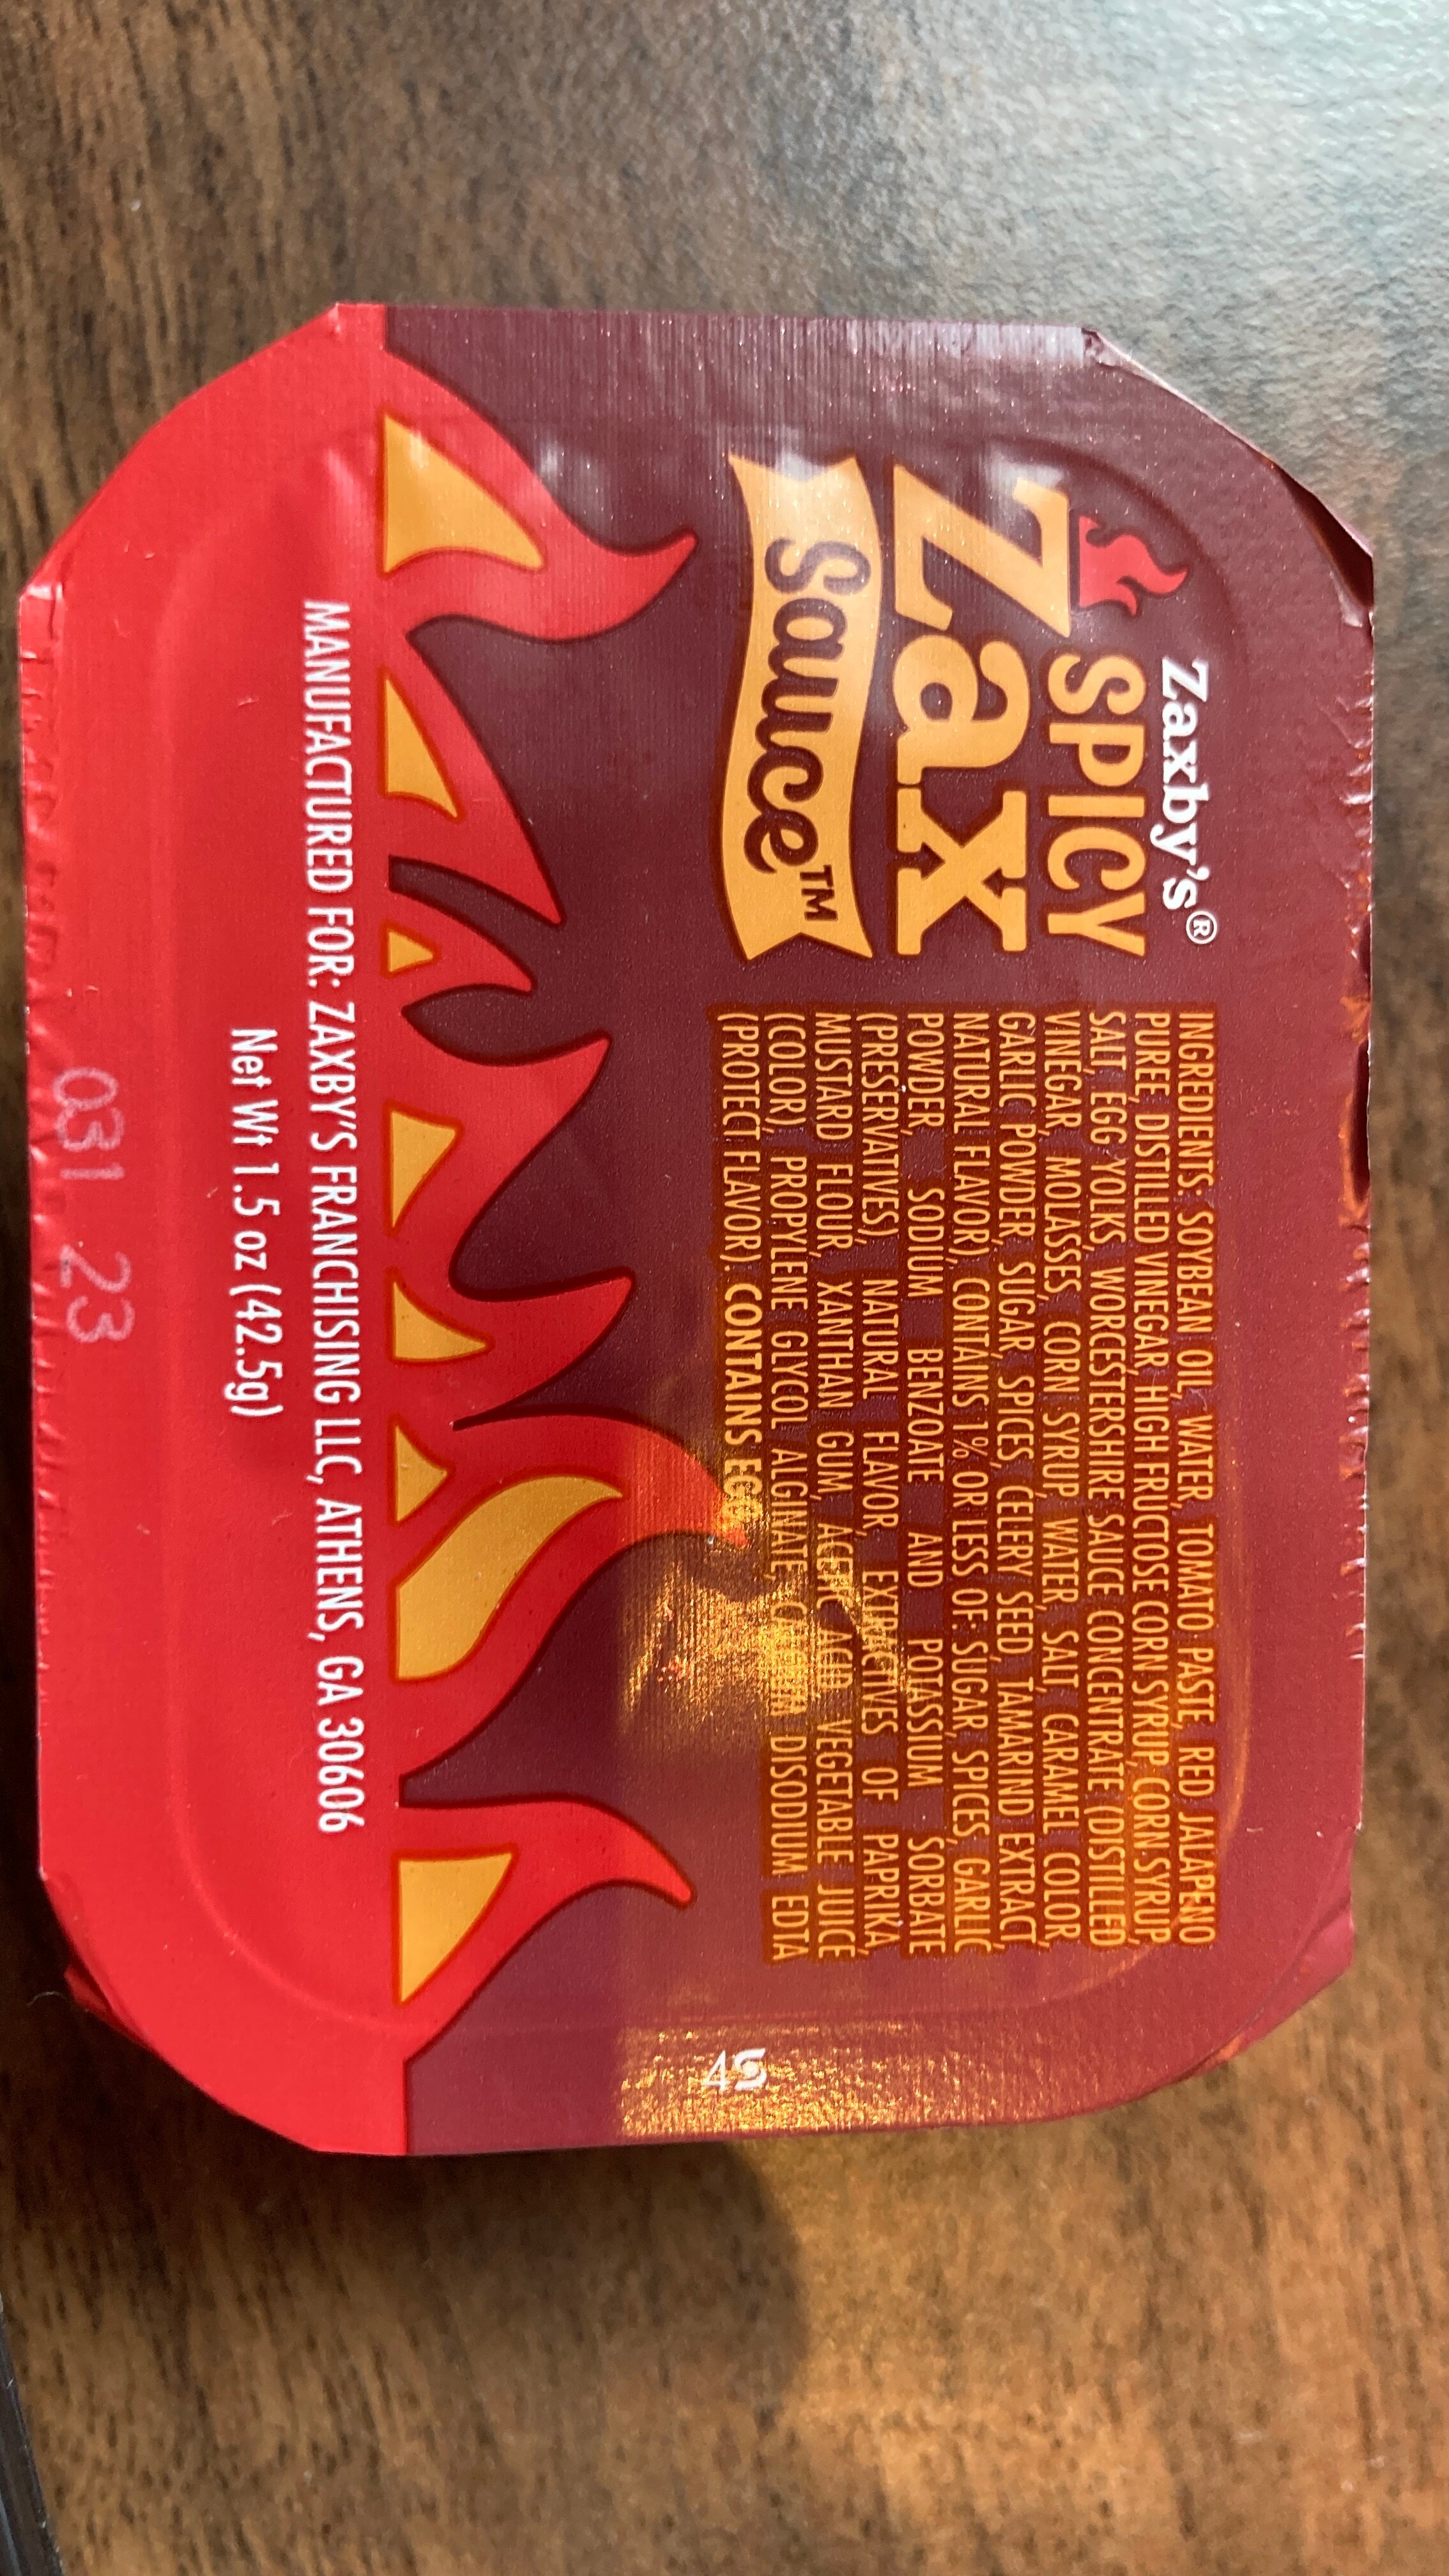 Zaxby's®
SPICY
Zax
Sauce™
INGREDIENTS: SOYBEAN OIL, WATER, TOMATO PASTE, RED JALAPENO
PUREE, DISTILLED VINEGAR, HIGH FRUCTOSE CORN SYRUP, CORN SYRUP,
SALT, EGG YOLKS, WORCESTERSHIRE SAUCE CONCENTRATE (DISTILLED
VINEGAR, MOLASSES, CORN SYRUP, WATER, SALT, CARAMEL COLOR,
GARLIC POWDER, SUGAR, SPICES, CELERY SEED, TAMARIND EXTRACT,
NATURAL FLAVOR), CONTAINS 1% OR LESS OF: SUGAR, SPICES, GARLIC
POWDER, SODIUM BENZOATE AND POTASSIUM SORBATE
(PRESERVATIVES), NATURAL FLAVOR, EXTRACTIVES OF PAPRIKA,
MUSTARD FLOUR, XANTHAN GUM, ACETIC ACID, VEGETABLE JUICE
(COLOR), PROPYLENE GLYCOL ALGINATE, CALCIUM DISODIUM EDTA
(PROTECT FLAVOR). CONTAINS EGG
4S
MANUFACTURED FOR: ZAXBY'S FRANCHISING LLC, ATHENS, GA 30606
Net Wt 1.5 oz (42.5g)
031 23